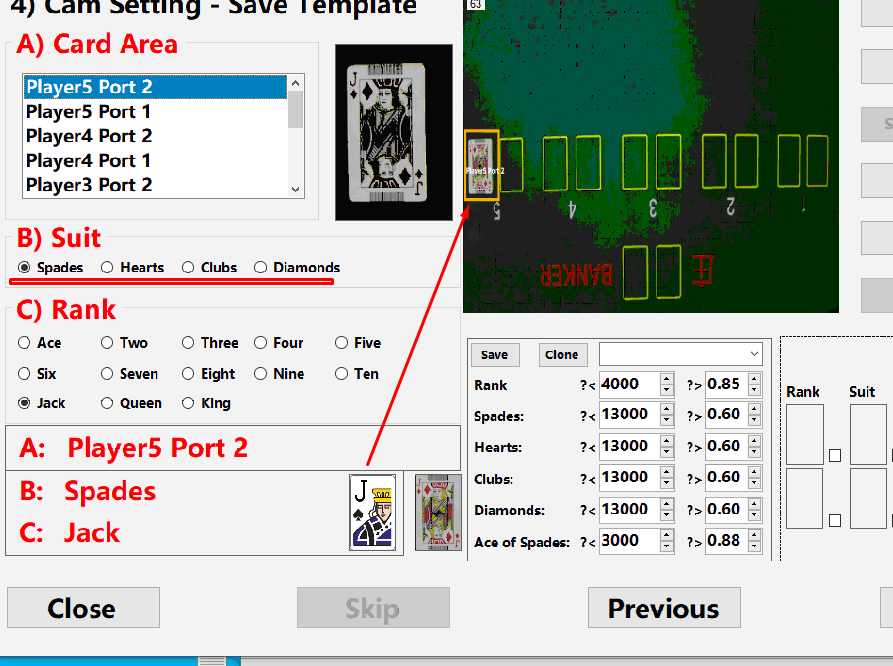 4) Cam Setting - Save Template
63
A) Card Area
Player5 Port 2
Player5 Port 1
Player4 Port 2
Player4 Port 1
Player3 Port 2
J
J
Player5 Port 2
5
4
3
2
BANKER
庄
B) Suit
Spades Hearts Clubs Diamonds
C) Rank
Ace Two Three Four Five
Six Seven Eight Nine Ten
Jack Queen King
A: Player5 Port 2
B: Spades
C: Jack
J
Save Clone
Rank ?< 4000 ?> 0.85
Spades: ?< 13000 ?> 0.60
Hearts: ?< 13000 ?> 0.60
Clubs: ?< 13000 ?> 0.60
Diamonds: ?< 13000 ?> 0.60
Ace of Spades: ?< 3000 ?> 0.88
Rank Suit
Close Skip Previous